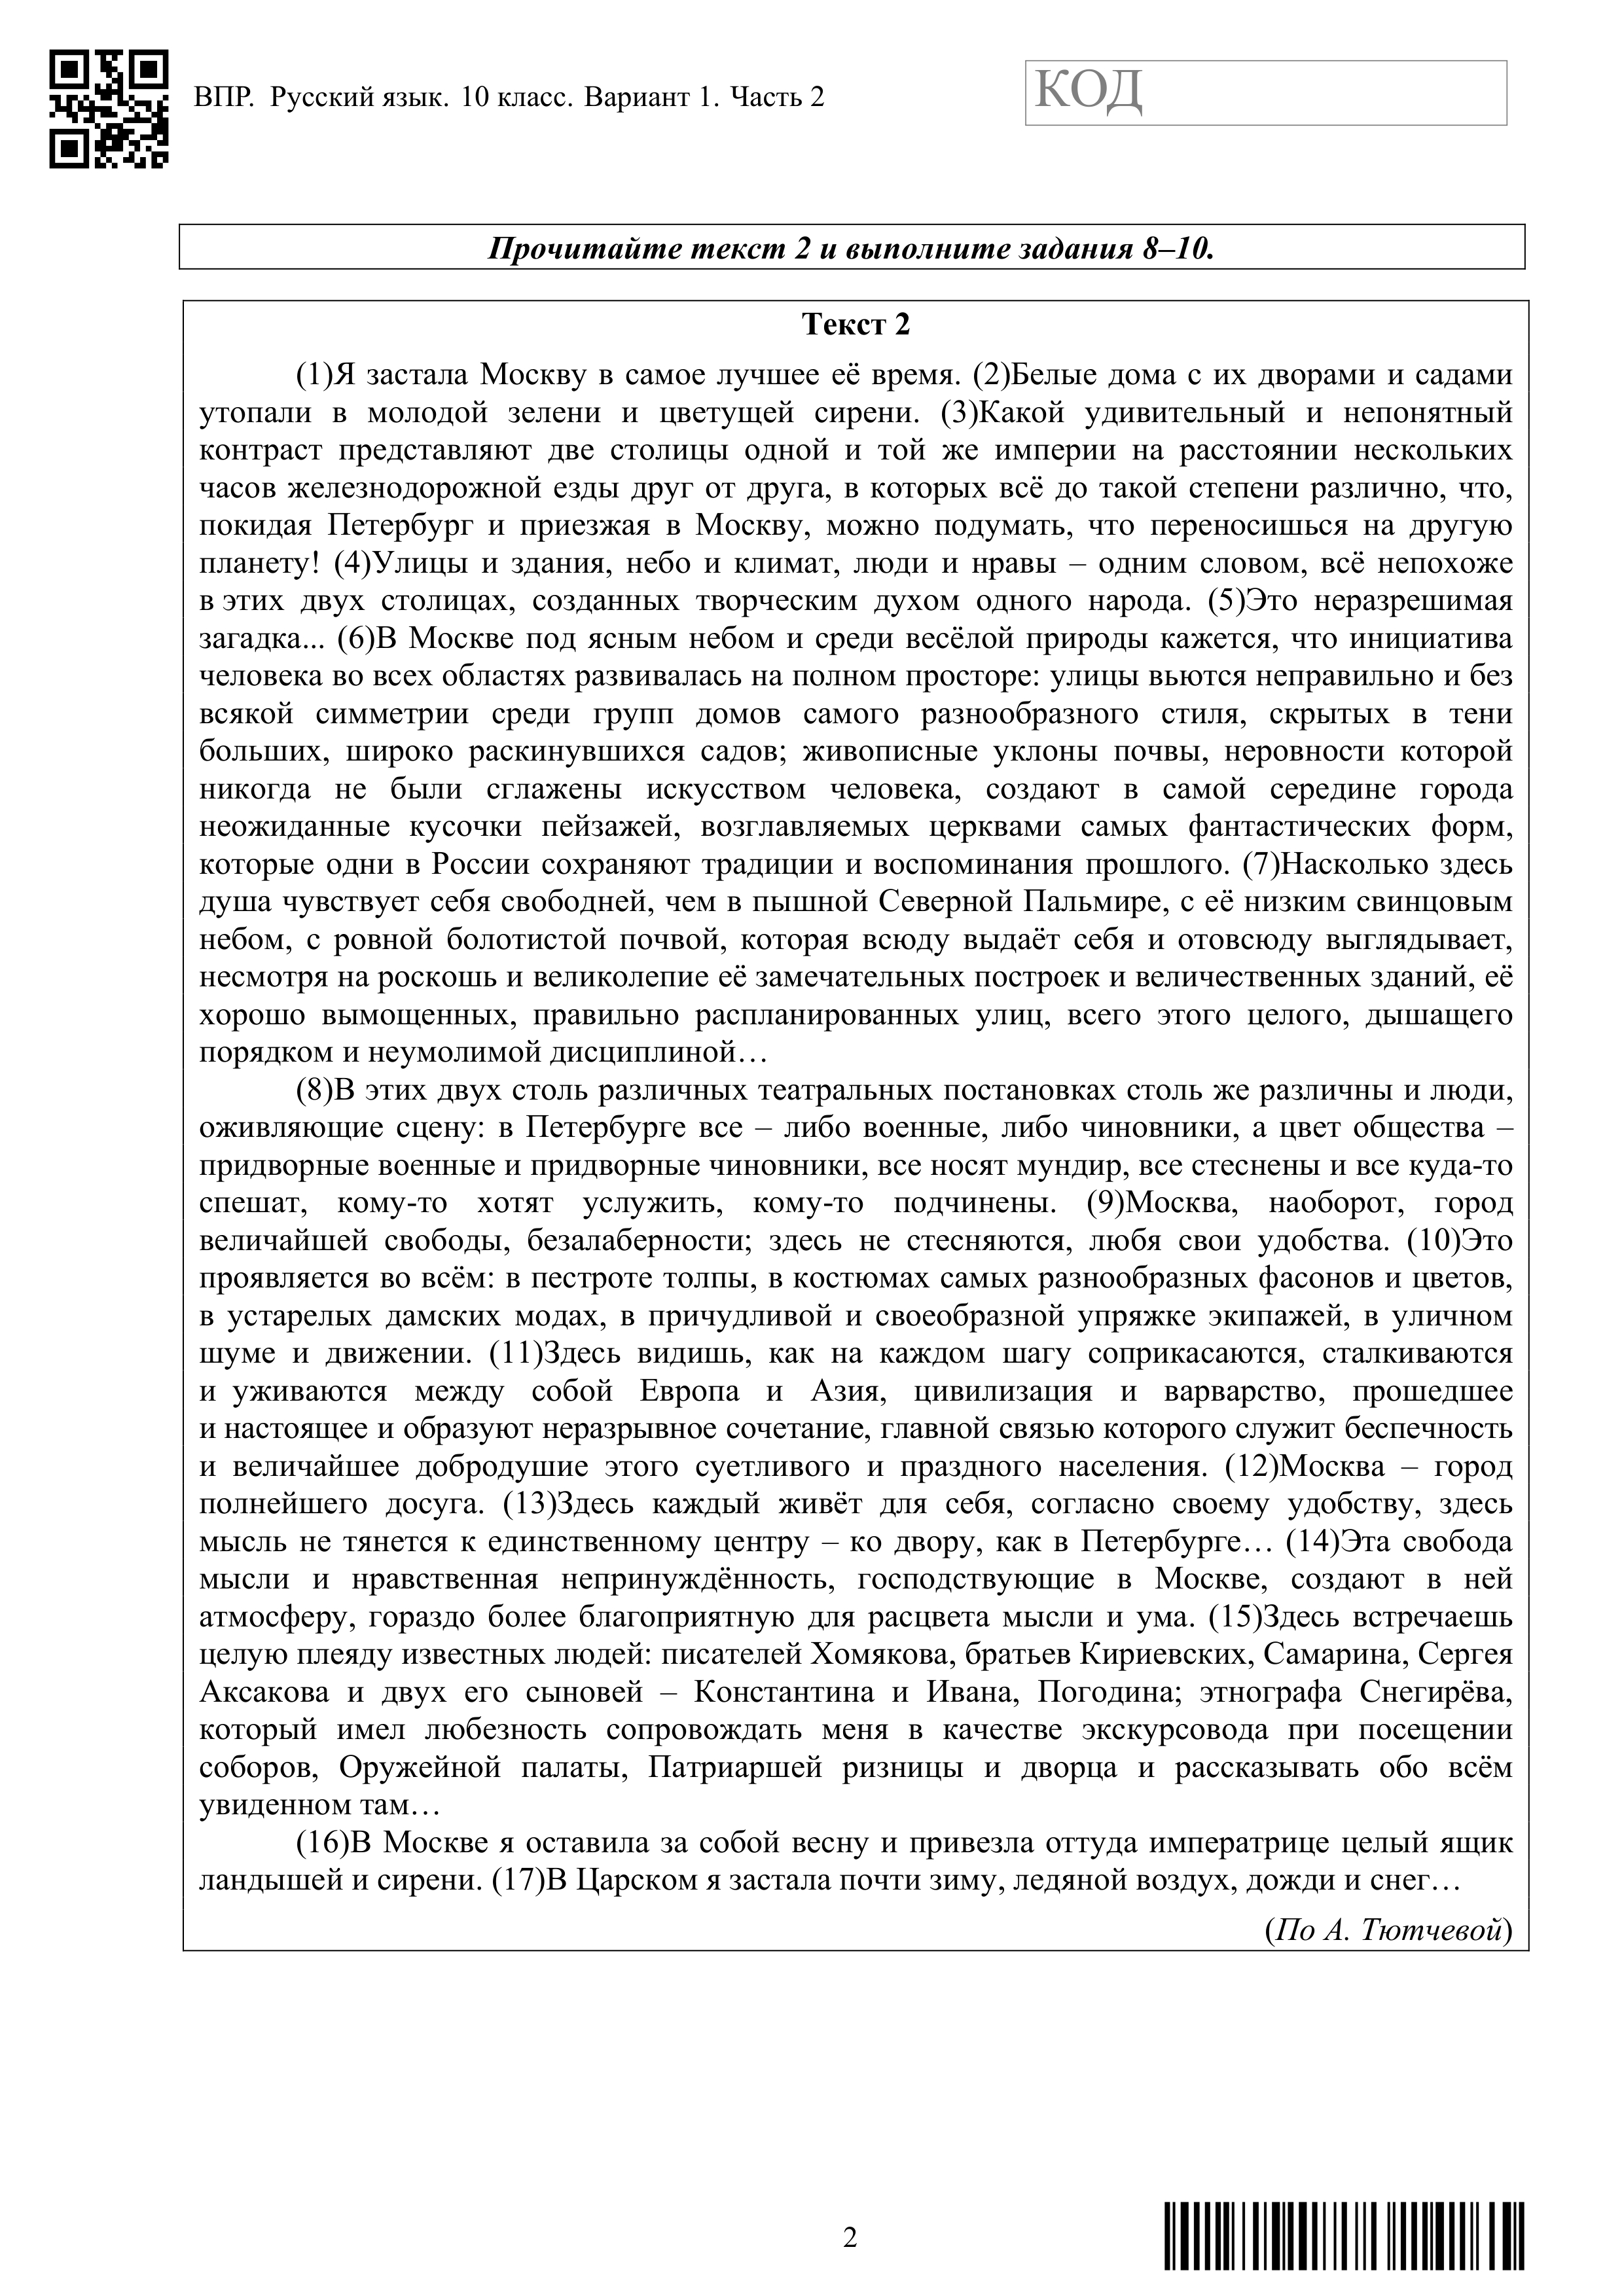 ВПР. Русский язык. 10 класс. Вариант 1. Часть 2
КОД
Прочитайте текст 2 и выполните задания 8–10.
Текст 2
(1)Я застала Москву в самое лучшее её время. (2)Белые дома с их дворами и садами
утопали в молодой зелени и цветущей сирени. (3)Какой удивительный и непонятный
контраст представляют две столицы одной и той же империи на расстоянии нескольких
часов железнодорожной езды друг от друга, в которых всё до такой степени различно, что,
покидая Петербург и приезжая в Москву, можно подумать, что переносишься на другую
планету! (4)Улицы и здания, небо и климат, люди и нравы – одним словом, всё непохоже
в этих двух столицах, созданных творческим духом одного народа. (5)Это неразрешимая
загадка... (6)В Москве под ясным небом и среди весёлой природы кажется, что инициатива
человека во всех областях развивалась на полном просторе: улицы вьются неправильно и без
всякой симметрии среди групп домов самого разнообразного стиля, скрытых в тени
больших, широко раскинувшихся садов; живописные уклоны почвы, неровности которой
никогда не были сглажены искусством человека, создают в самой середине города
неожиданные кусочки пейзажей, возглавляемых церквами самых фантастических форм,
которые одни в России сохраняют традиции и воспоминания прошлого. (7)Насколько здесь
душа чувствует себя свободней, чем в пышной Северной Пальмире, с её низким свинцовым
небом, с ровной болотистой почвой, которая всюду выдаёт себя и отовсюду выглядывает,
несмотря на роскошь и великолепие её замечательных построек и величественных зданий, её
хорошо вымощенных, правильно распланированных улиц, всего этого целого, дышащего
порядком и неумолимой дисциплиной…
(8)В этих двух столь различных театральных постановках столь же различны и люди,
оживляющие сцену: в Петербурге все – либо военные, либо чиновники, а цвет общества –
придворные военные и придворные чиновники, все носят мундир, все стеснены и все куда-то
спешат, кому-то хотят услужить, кому-то подчинены. (9)Москва, наоборот, город
величайшей свободы, безалаберности; здесь не стесняются, любя свои удобства. (10)Это
проявляется во всём: в пестроте толпы, в костюмах самых разнообразных фасонов и цветов,
в устарелых дамских модах, в причудливой и своеобразной упряжке экипажей, в уличном
шуме и движении. (11)Здесь видишь, как на каждом шагу соприкасаются, сталкиваются
и уживаются между собой Европа и Азия, цивилизация и варварство, прошедшее
и настоящее и образуют неразрывное сочетание, главной связью которого служит беспечность
и величайшее добродушие этого суетливого и праздного населения. (12)Москва – город
полнейшего досуга. (13)Здесь каждый живёт для себя, согласно своему удобству, здесь
мысль не тянется к единственному центру – ко двору, как в Петербурге… (14)Эта свобода
мысли и нравственная непринуждённость, господствующие в Москве, создают в ней
атмосферу, гораздо более благоприятную для расцвета мысли и ума. (15)Здесь встречаешь
целую плеяду известных людей: писателей Хомякова, братьев Кириевских, Самарина, Сергея
Аксакова и двух его сыновей – Константина и Ивана, Погодина; этнографа Снегирёва,
который имел любезность сопровождать меня в качестве экскурсовода при посещении
соборов, Оружейной палаты, Патриаршей ризницы и дворца и рассказывать обо всём
увиденном там…
(16)В Москве я оставила за собой весну и привезла оттуда императрице целый ящик
ландышей и сирени. (17)В Царском я застала почти зиму, ледяной воздух, дожди и снег…
(По А. Тютчевой)
2